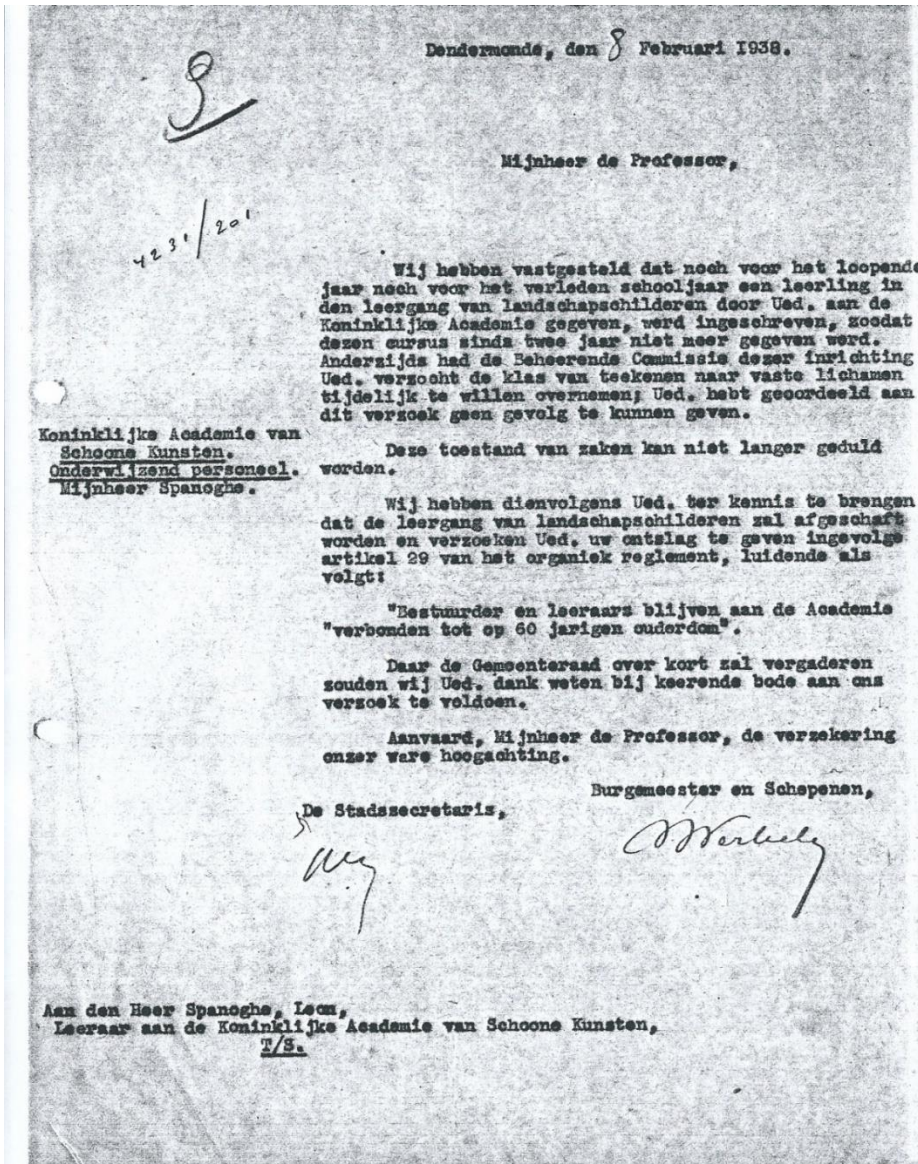 Dendermonde, den 8 Februari 1938.
9
Mijnheer de Professor,
4231/201
Wij hebben vastgesteld dat noch voor het loopende
jaar noch voor het verleden schooljaar een leerling in
den leergang van landschapschilderen door Ued. aan de
Koninklijke Academie gegeven, werd ingeschreven, zoodat
dezen cursus sinds twee jaar niet meer gegeven werd.
Anderzijds had de Beheerende Commissie dezer inrichting
Ued. verzocht de klas van teekenen naar vaste lichamen
tijdelijk te willen overnemen; Ued. hebt geoordeeld aan
dit verzoek geen gevolg te kunnen geven.
Koninklijke Academie van
Schoone Kunsten.
Onderwijzend personeel.
Mijnheer Spanoghe.
Deze toestand van zaken kan niet langer geduld
worden.
Wij hebben dienvolgens Ued. ter kennis te brengen
dat de leergang van landschapschilderen zal afgeschaft
worden en verzoeken Ued. uw ontslag te geven ingevolge
artikel 29 van het organiek reglement, luidende als
volgt:
"Bestuurder en leeraars blijven aan de Academie
"verbonden tot op 60 jarigen ouderdom".
Daar de Gemeenteraad over kort zal vergaderen
zouden wij Ued. dank weten bij keerende bode aan ons
verzoek te voldoen.
Aanvaard, Mijnheer de Professor, de verzekering
onzer ware hoogachting.
Burgemeester en Schepenen,
De Stadssecretaris,
Aan den Heer Spanoghe, Leon,
Leeraar aan de Koninklijke Academie van Schoone Kunsten,
T/S.